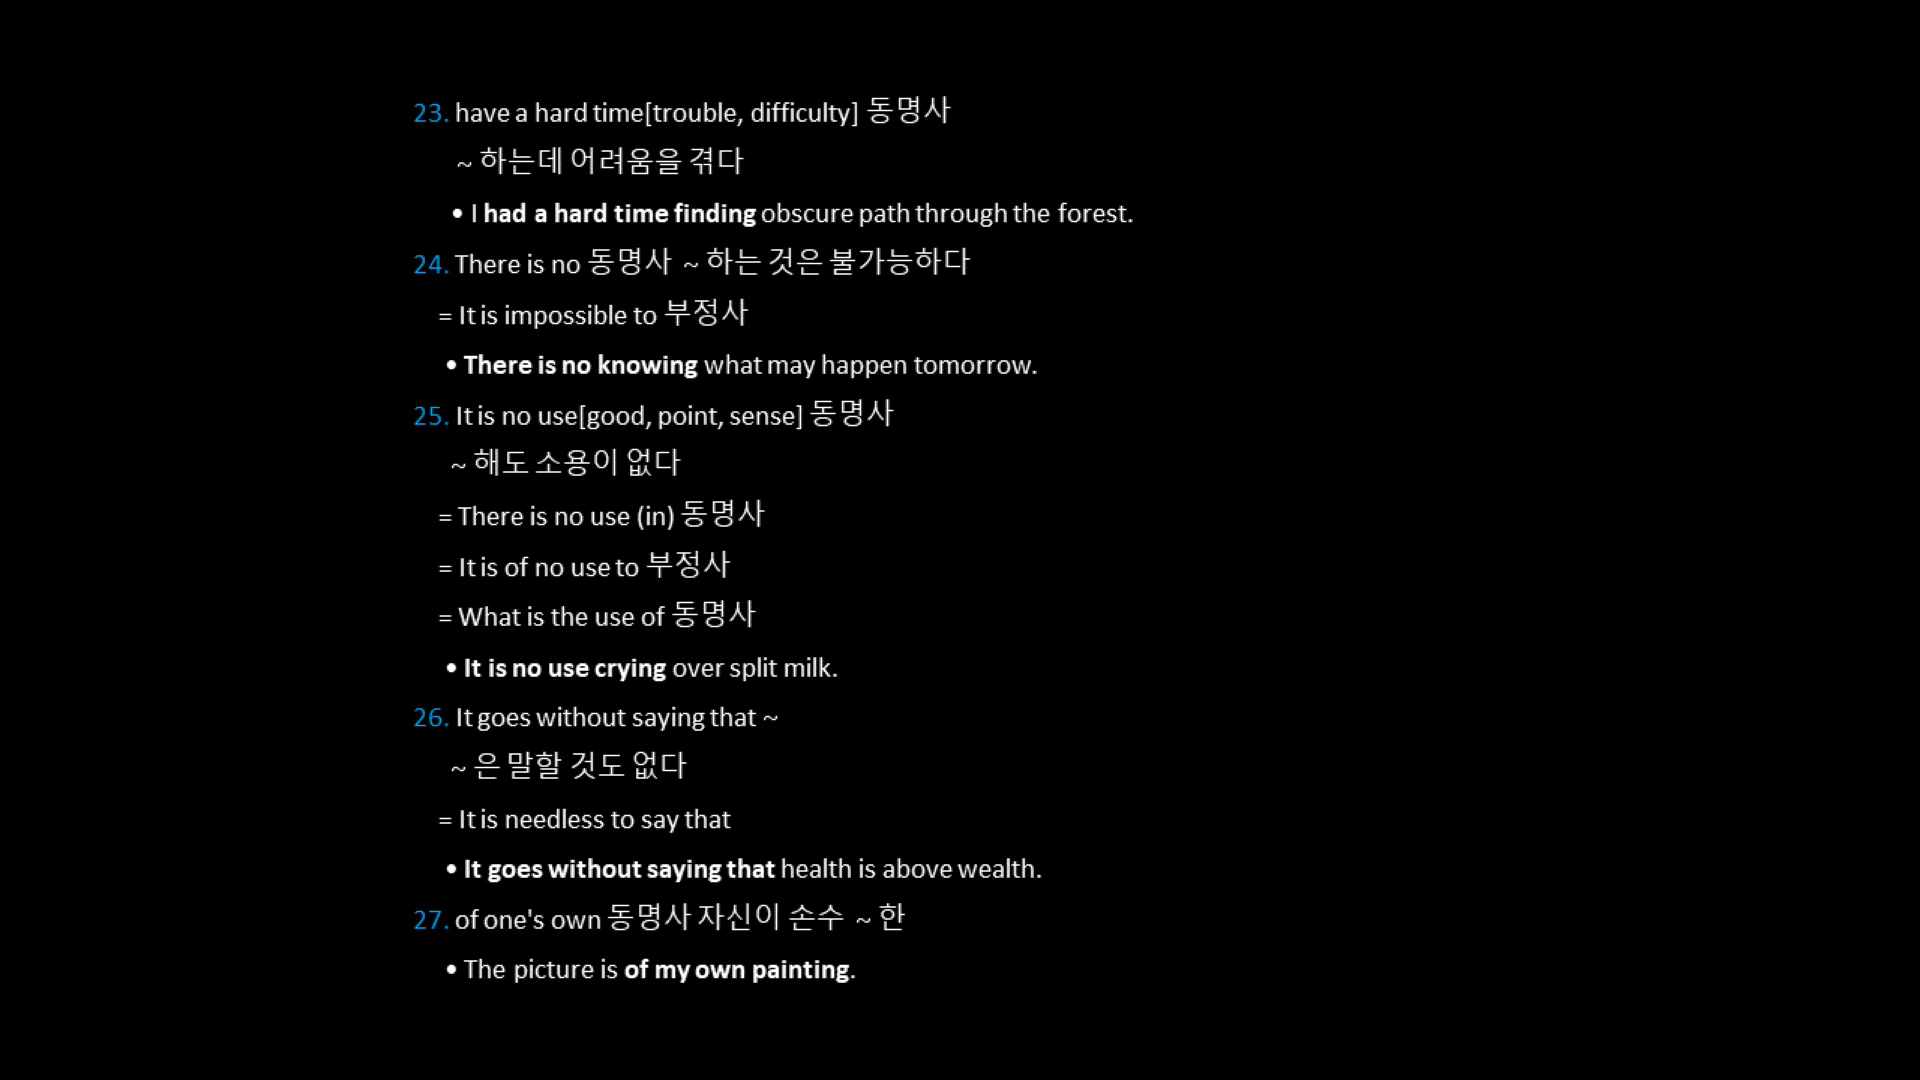 23. have a hard time[trouble, difficulty] 동명사
~ 하는데 어려움을 겪다
• I had a hard time finding obscure path through the forest.
24. There is no 동명사 ~ 하는 것은 불가능하다
= It is impossible to 부정사
• There is no knowing what may happen tomorrow.
25. It is no use[good, point, sense] 동명사
~ 해도 소용이 없다
= There is no use (in) 동명사
= It is of no use to 부정사
= What is the use of 동명사
• It is no use crying over split milk.
26. It goes without saying that ~
~ 은 말할 것도 없다
= It is needless to say that
• It goes without saying that health is above wealth.
27. of one's own 동명사 자신이 손수 ~ 한
• The picture is of my own painting.